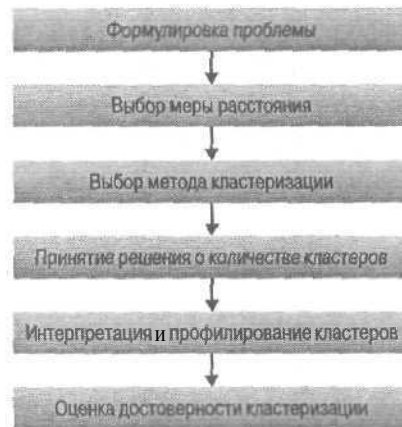 Формулировка проблемы
Выбор меры расстояния
Выбор метода кластеризации
Принятие решения о количестве кластеров
Интерпретация и профилирование кластеров
Оценка достоверности кластеризации